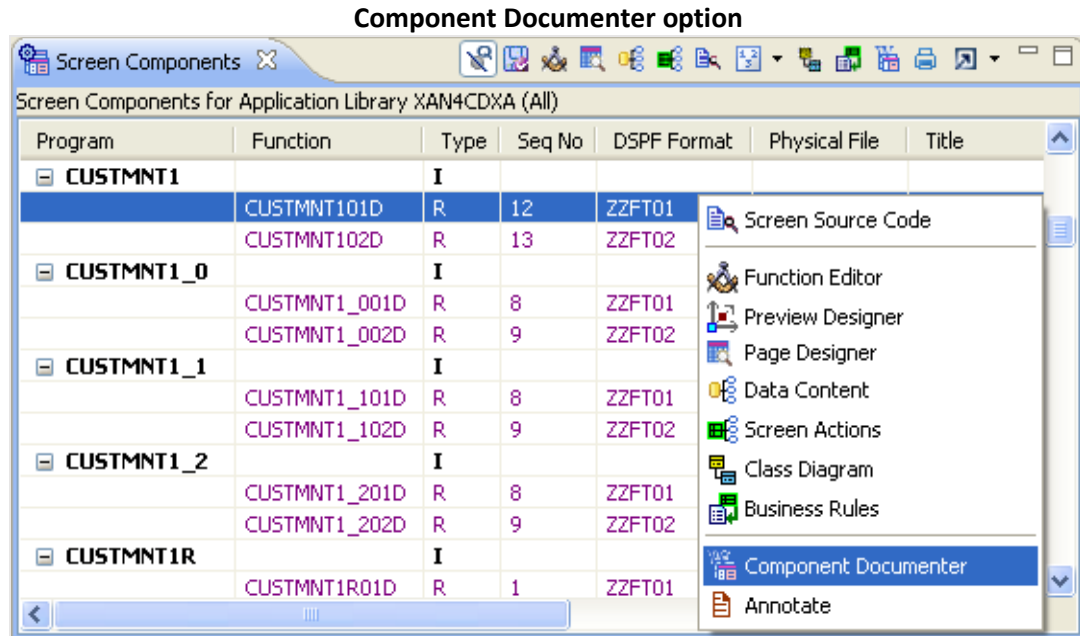 Component Documenter option
Screen Components
Screen Components for Application Library XAN4CDXA (All)
Program Function Type Seq No DSPF Format Physical File Title
CUSTMNT1 I
CUSTMNT101D R 12 ZZFT01
CUSTMNT102D R 13 ZZFT02
CUSTMNT1_0 I
CUSTMNT1_001D R 8 ZZFT01
CUSTMNT1_002D R 9 ZZFT02
CUSTMNT1_1 I
CUSTMNT1_101D R 8 ZZFT01
CUSTMNT1_102D R 9 ZZFT02
CUSTMNT1_2 I
CUSTMNT1_201D R 8 ZZFT01
CUSTMNT1_202D R 9 ZZFT02
CUSTMNT1R I
CUSTMNT1R01D R 1 ZZFT01
Screen Source Code
Function Editor
Preview Designer
Page Designer
Data Content
Screen Actions
Class Diagram
Business Rules
Component Documenter
Annotate